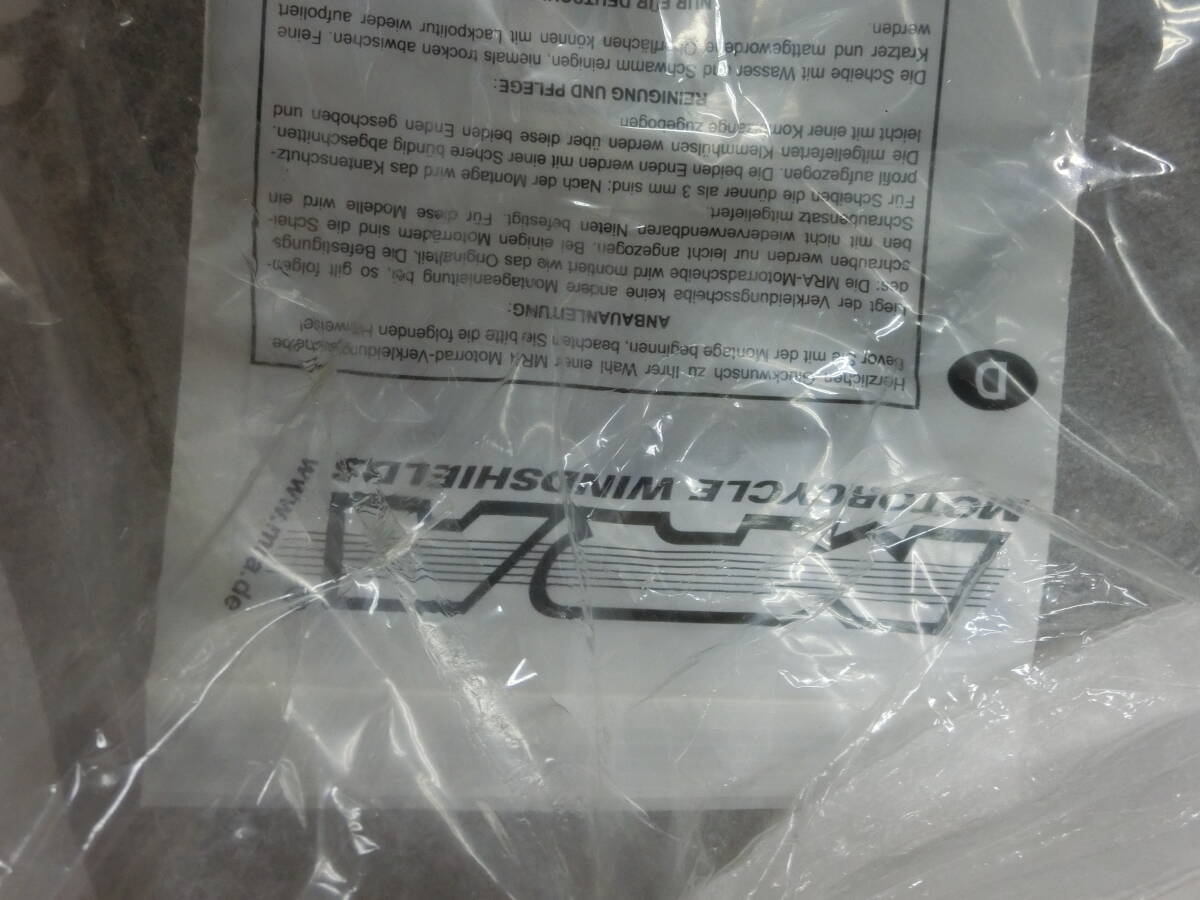 MRA
MOTORCYCLE WINDSHIELDS
www.mra.de
D
Herzlichen Glückwunsch zu Ihrer Wahl einer MRA Motorrad-Verkleidungsscheibe
Bevor Sie mit der Montage beginnen, beachten Sie bitte die folgenden Hinweise!
ANBAUANLEITUNG:
Liegt der Verkleidungsscheibe keine andere Montageanleitung bei, so gilt folgen-
des: Die MRA-Motorradscheibe wird montiert wie das Originalteil. Die Befestigungs
schrauben werden nur leicht angezogen. Bei einigen Motorrädern sind die Schei-
ben mit nicht wiederverwendbaren Nieten befestigt. Für diese Modelle wird ein
Schraubensatz mitgeliefert.
Für Scheiben die dünner als 3 mm sind: Nach der Montage wird das Kantenschutz-
profil aufgezogen. Die beiden Enden werden mit einer Schere bündig abgeschnitten.
Die mitgelieferten Klemmhülsen werden über diese beiden Enden geschoben und
leicht mit einer Kombizange zugebogen
REINIGUNG UND PFLEGE:
Die Scheibe mit Wasser und Schwamm reinigen, niemals trocken abwischen. Feine
Kratzer und mattgewordene Oberflächen können mit Lackpolitur wieder aufpoliert
werden.
NUR FÜR